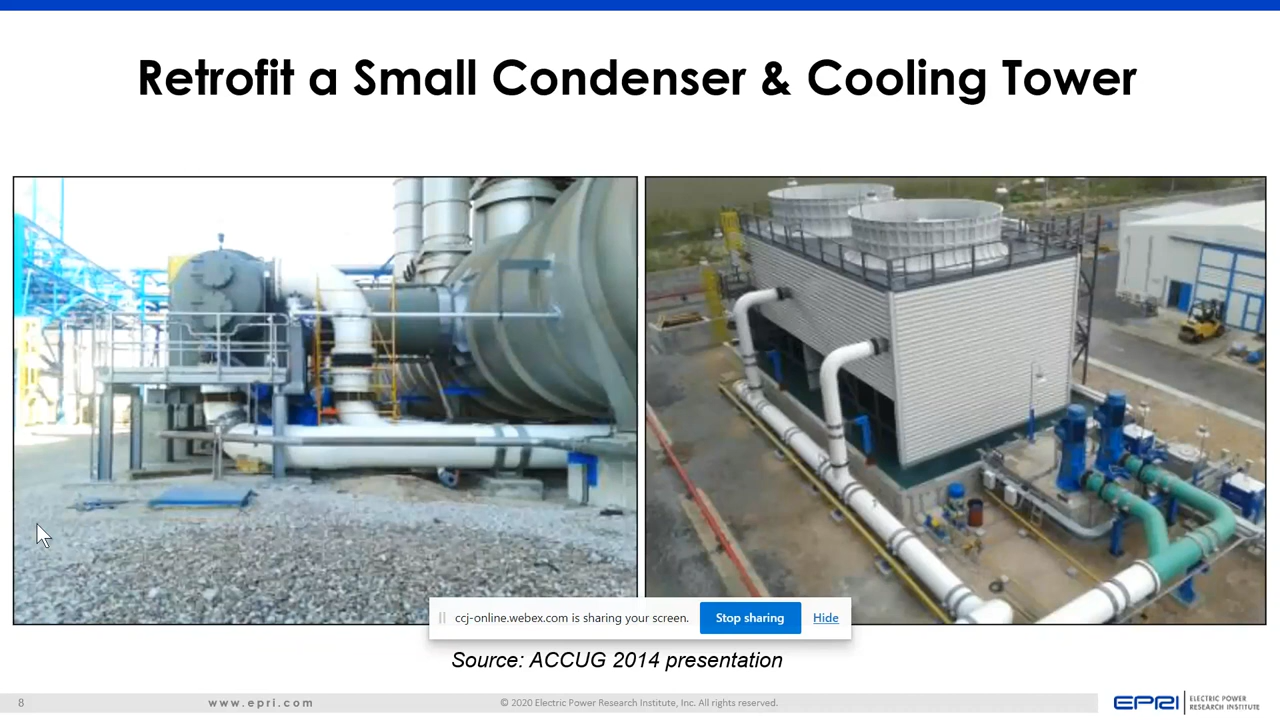 Retrofit a Small Condenser & Cooling Tower
ccj-online.webex.com is sharing your screen.
Stop sharing
Hide
Source: ACCUG 2014 presentation
8
www.epri.com
© 2020 Electric Power Research Institute, Inc. All rights reserved.
EPRI
ELECTRIC POWER
RESEARCH INSTITUTE